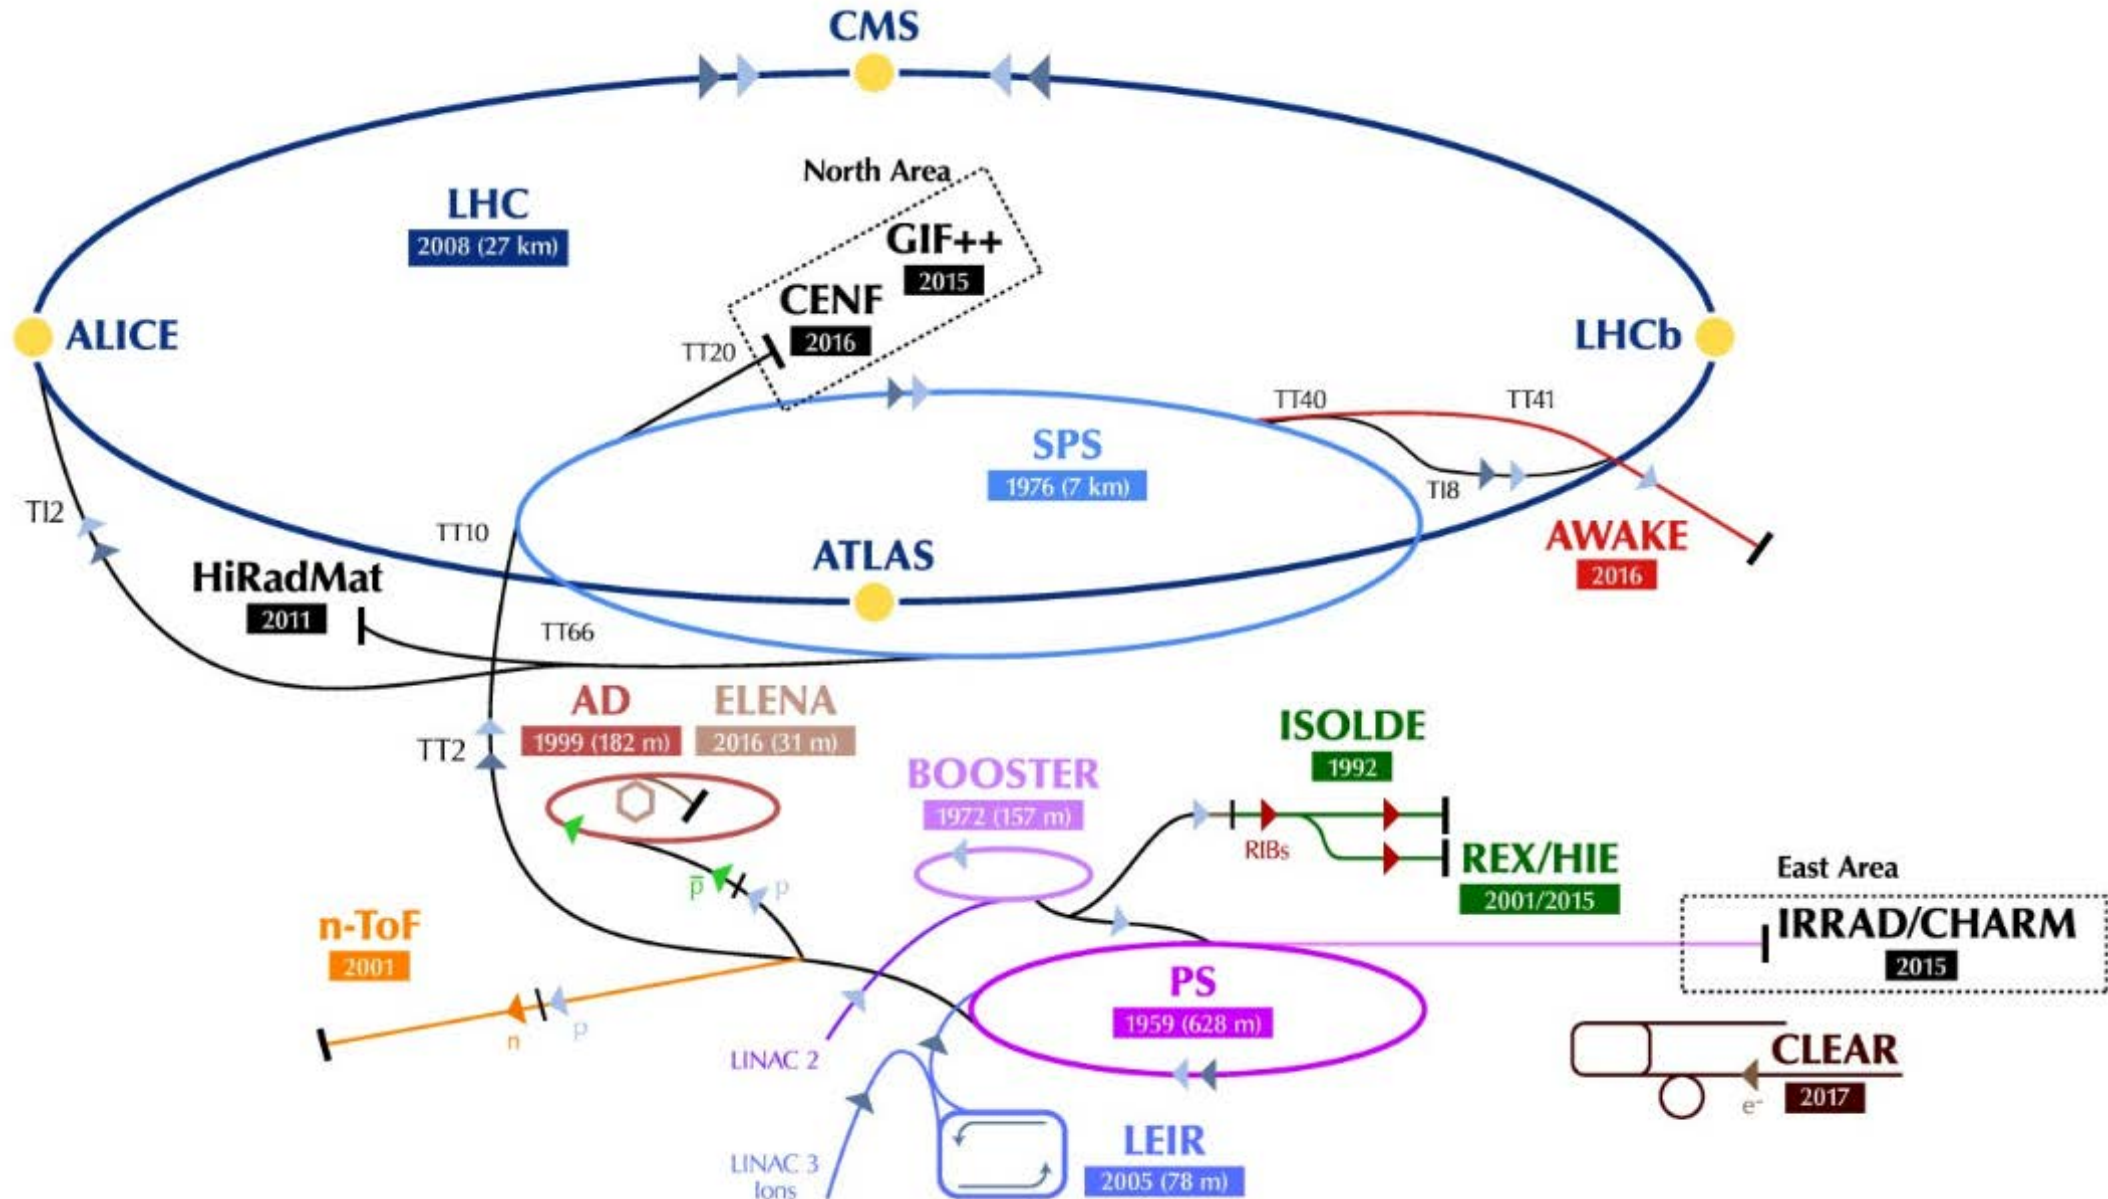 CMS
North Area
LHC
2008 (27 km)
GIF++
2015
CENF
2016
ALICE
LHCb
TT20
TT40
TT41
SPS
1976 (7 km)
TI8
TI2
TT10
AWAKE
2016
ATLAS
HiRadMat
2011
TT66
AD
1999 (182 m)
ELENA
2016 (31 m)
TT2
ISOLDE
1992
BOOSTER
1972 (157 m)
RIBs
REX/HIE
2001/2015
East Area
p̅
p
n-ToF
2001
IRRAD/CHARM
2015
PS
1959 (628 m)
n
p
LINAC 2
CLEAR
2017
e-
LEIR
2005 (78 m)
LINAC 3
Ions